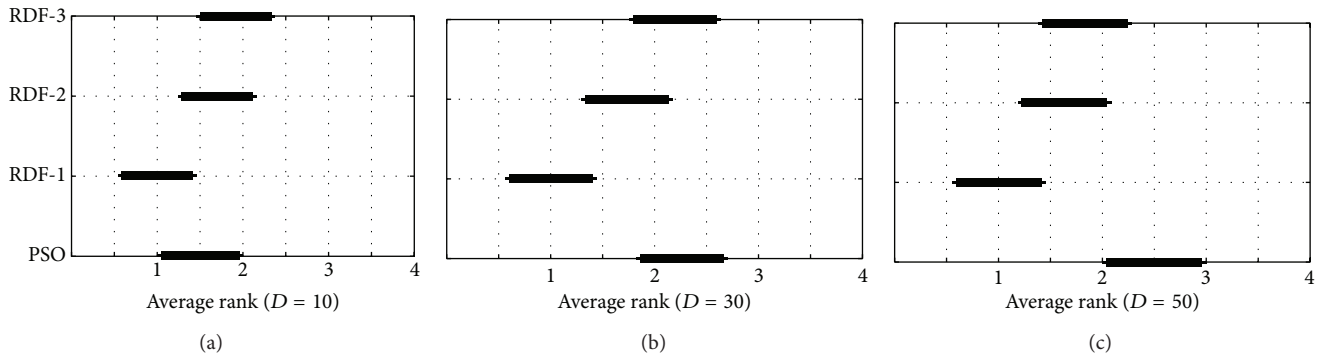 RDF-3
RDF-2
RDF-1
PSO
1 2 3 4
Average rank (D = 10)
(a)
1 2 3 4
Average rank (D = 30)
(b)
1 2 3 4
Average rank (D = 50)
(c)